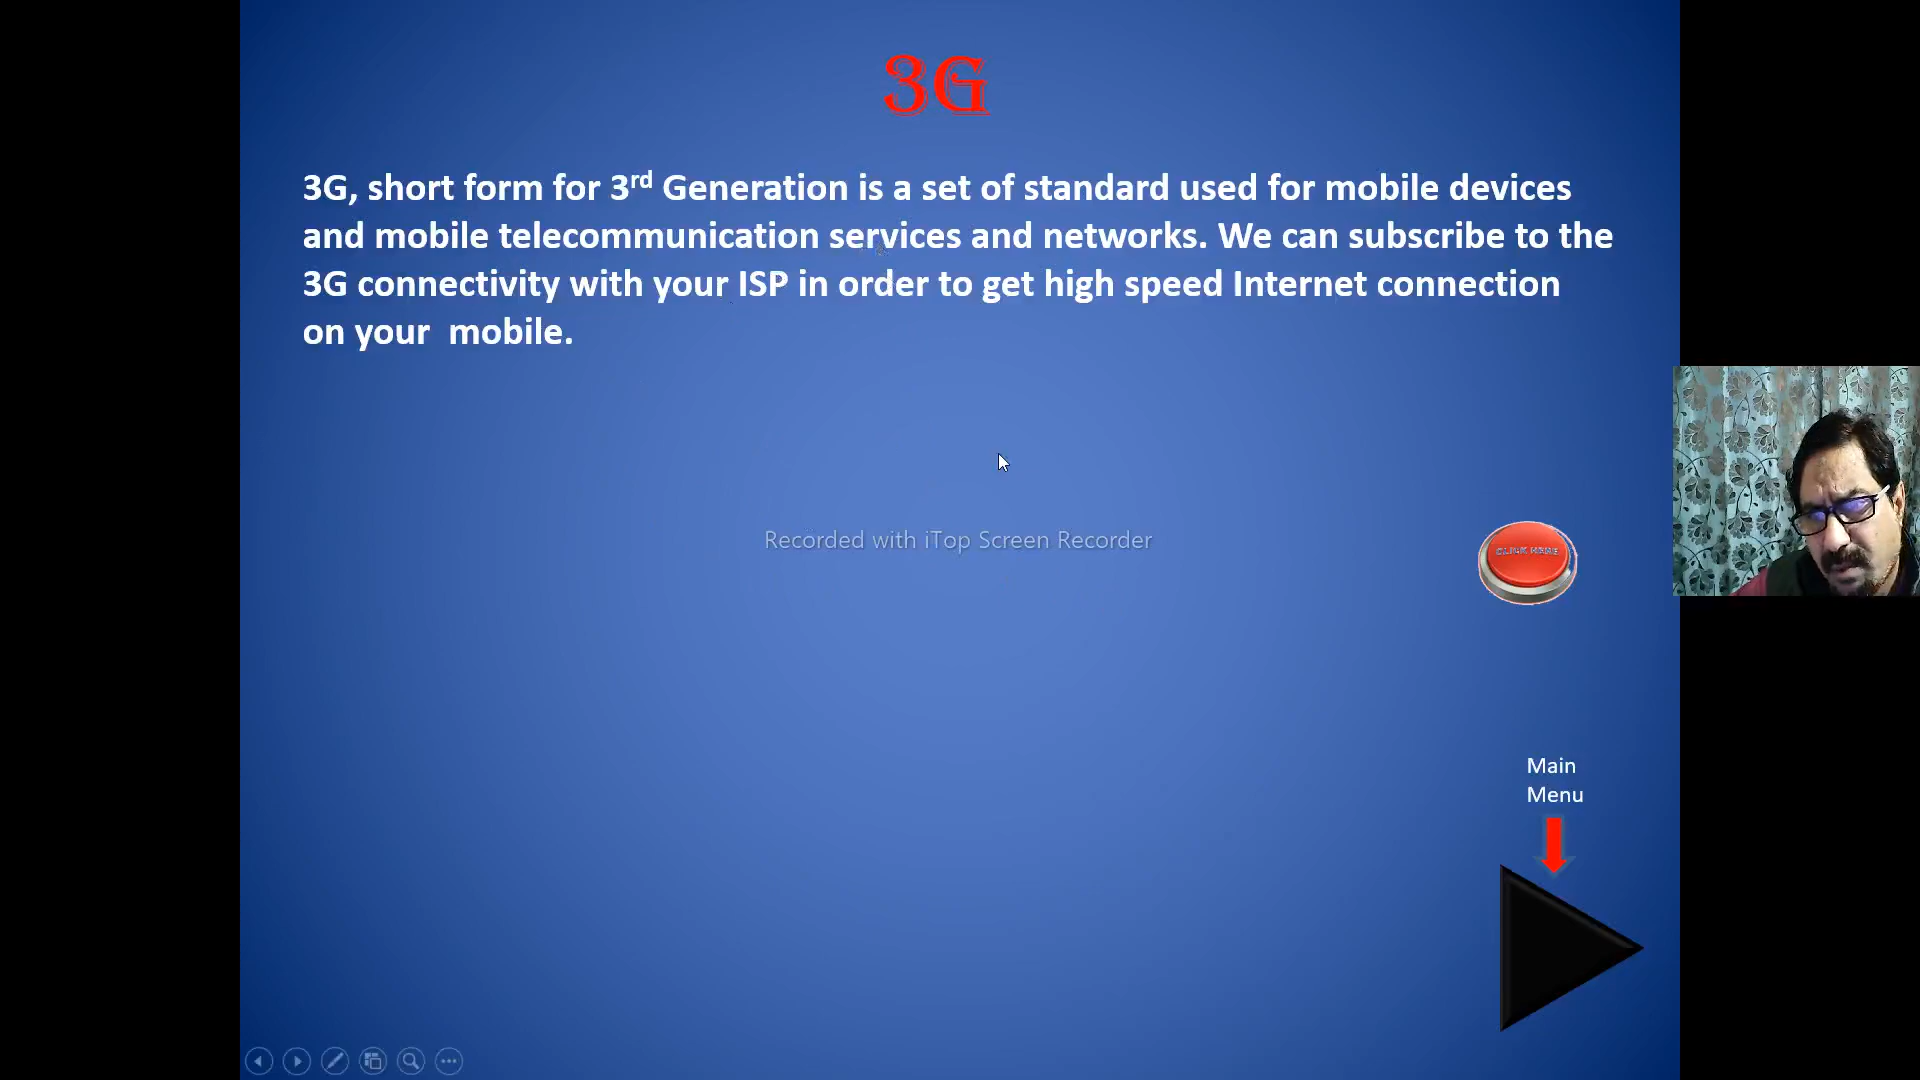 3G
3G, short form for 3rd Generation is a set of standard used for mobile devices
and mobile telecommunication services and networks. We can subscribe to the
3G connectivity with your ISP in order to get high speed Internet connection
on your  mobile.
Recorded with iTop Screen Recorder
CLICK HERE
Main
Menu